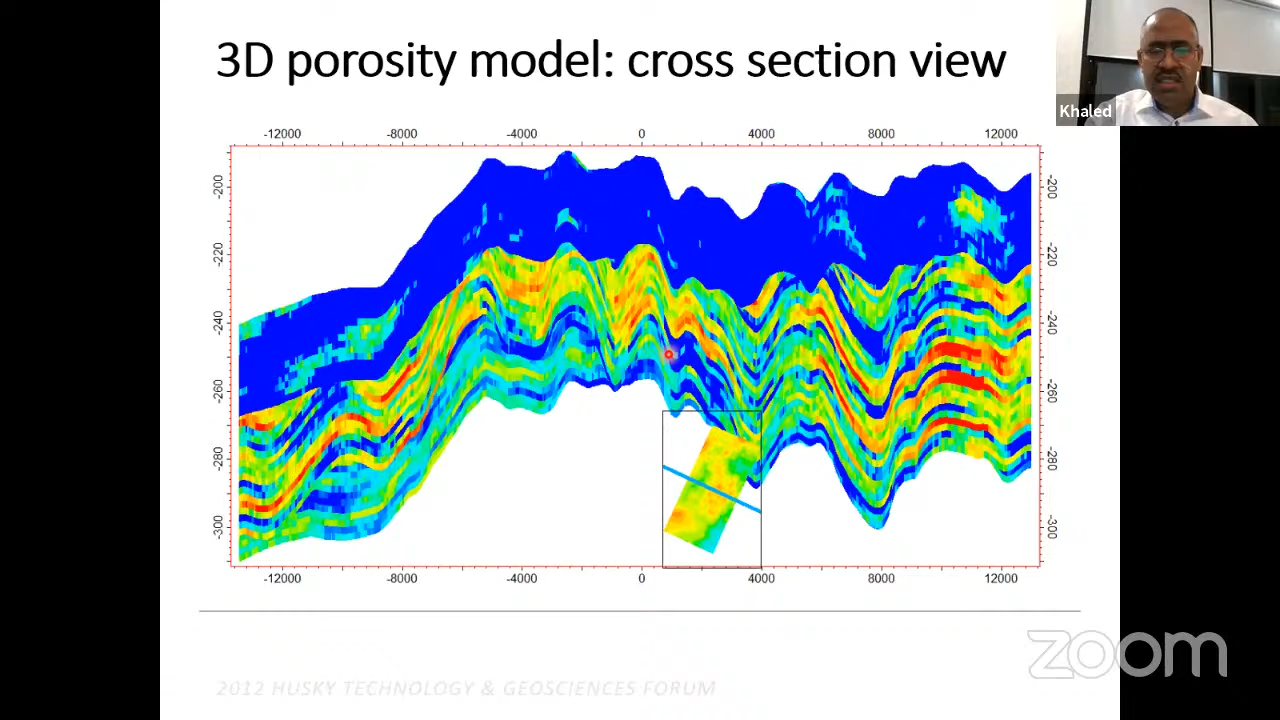 3D porosity model: cross section view
Khaled
-12000 -8000 -4000 0 4000 8000 12000
-200 -200
-220 -220
-240 -240
-260 -260
-280 -280
-300 -300
-12000 -8000 -4000 0 4000 8000 12000
zoom
2012 HUSKY TECHNOLOGY & GEOSCIENCES FORUM